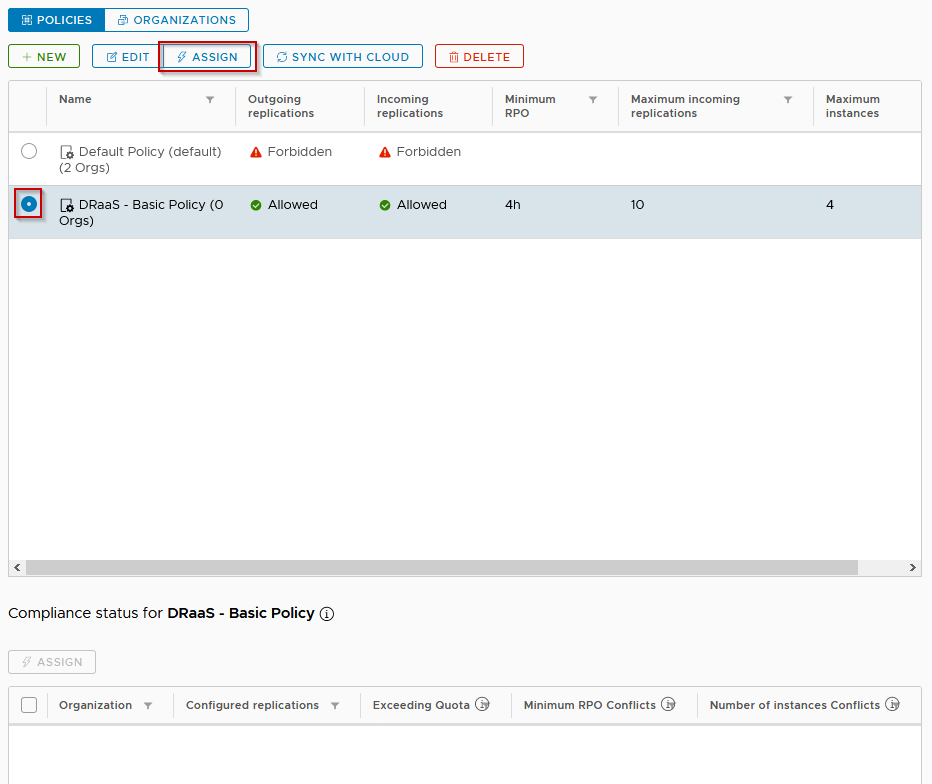 POLICIES ORGANIZATIONS
NEW EDIT ASSIGN SYNC WITH CLOUD DELETE
Name Outgoing replications Incoming replications Minimum RPO Maximum incoming replications Maximum instances
Default Policy (default) (2 Orgs) Forbidden Forbidden
DRaaS - Basic Policy (0 Orgs) Allowed Allowed 4h 10 4
Compliance status for DRaaS - Basic Policy
ASSIGN
Organization Configured replications Exceeding Quota Minimum RPO Conflicts Number of instances Conflicts